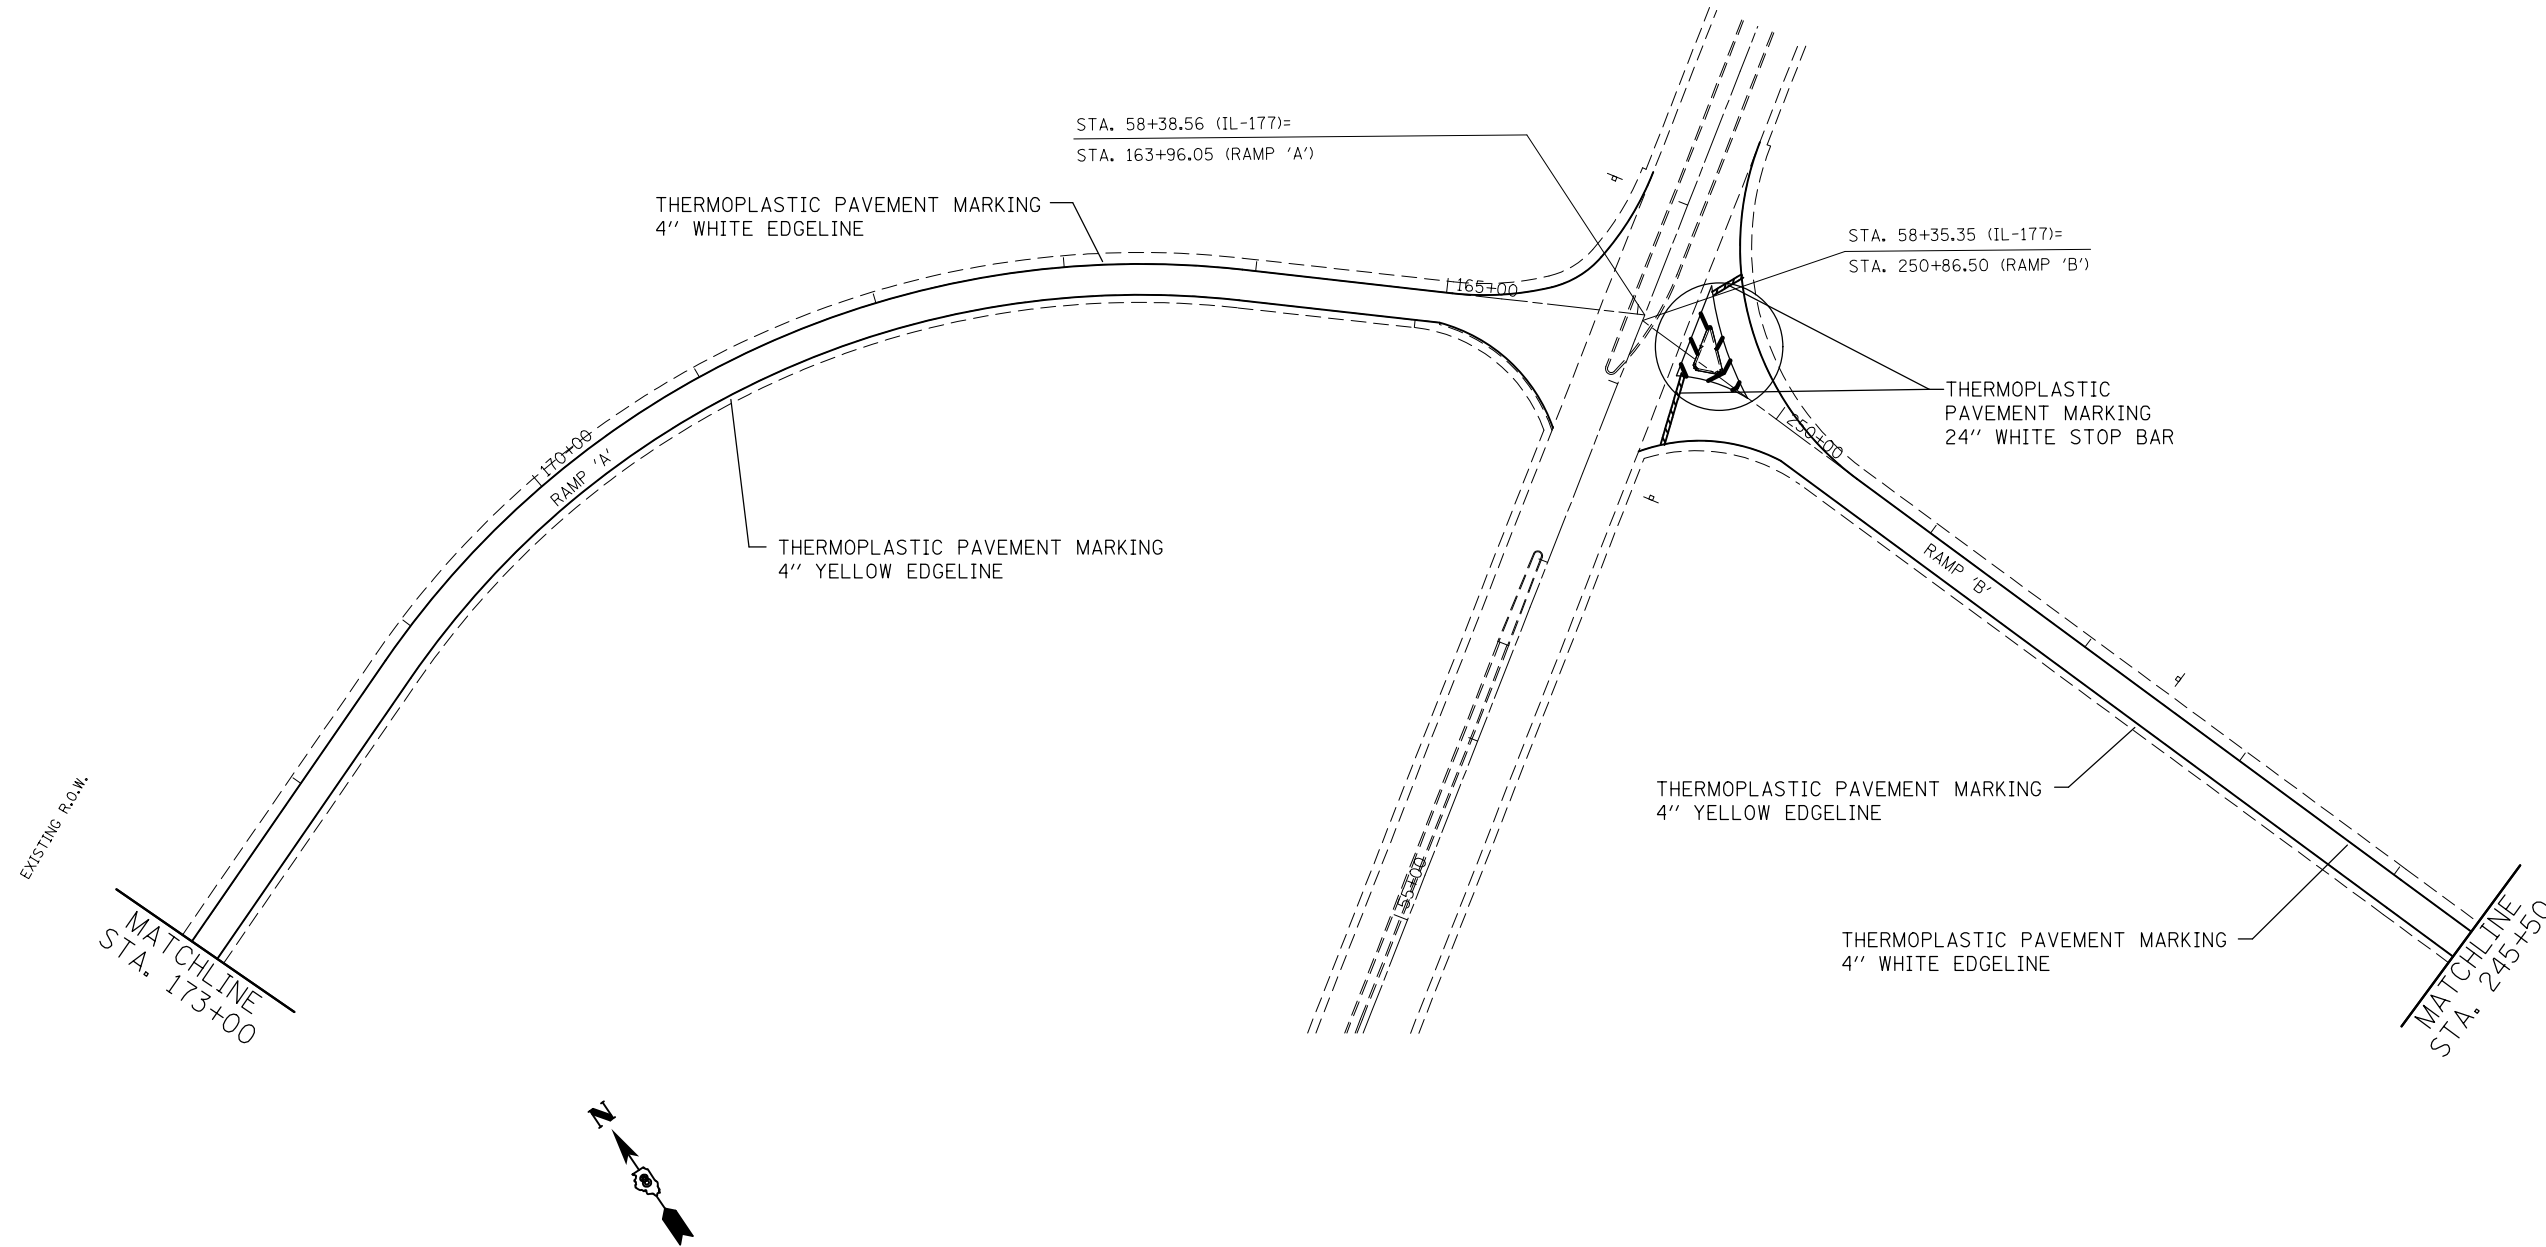 STA. 58+38.56 (IL-177)=
STA. 163+96.05 (RAMP 'A')
THERMOPLASTIC PAVEMENT MARKING
4" WHITE EDGELINE
STA. 58+35.35 (IL-177)=
STA. 250+86.50 (RAMP 'B')
165+00
THERMOPLASTIC
PAVEMENT MARKING
24" WHITE STOP BAR
250+00
170+00
RAMP 'A'
THERMOPLASTIC PAVEMENT MARKING
4" YELLOW EDGELINE
RAMP 'B'
EXISTING R.O.W.
THERMOPLASTIC PAVEMENT MARKING
4" YELLOW EDGELINE
55+00
THERMOPLASTIC PAVEMENT MARKING
4" WHITE EDGELINE
MATCHLINE
STA. 173+00
MATCHLINE
STA. 245+50
N